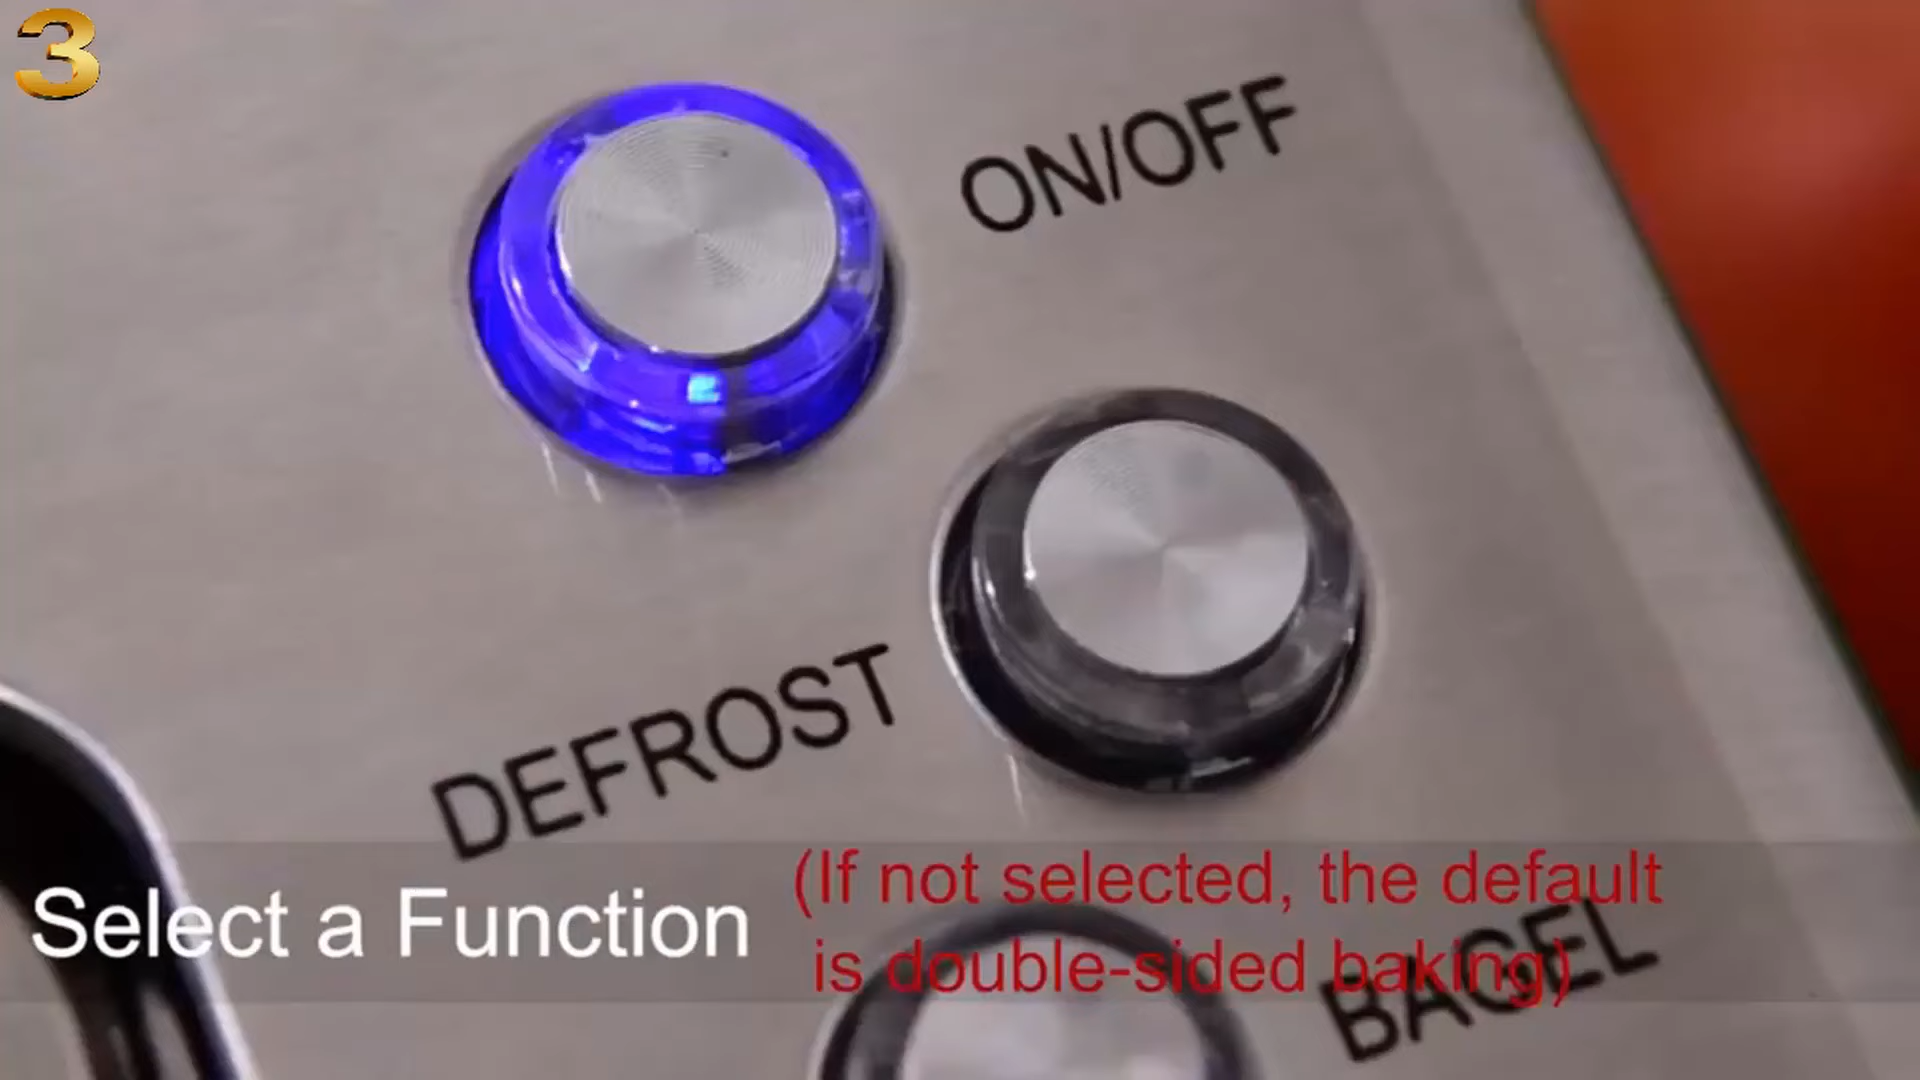 3
ON/OFF
DEFROST
Select a Function
(If not selected, the default
is double-sided baking)
BAGEL